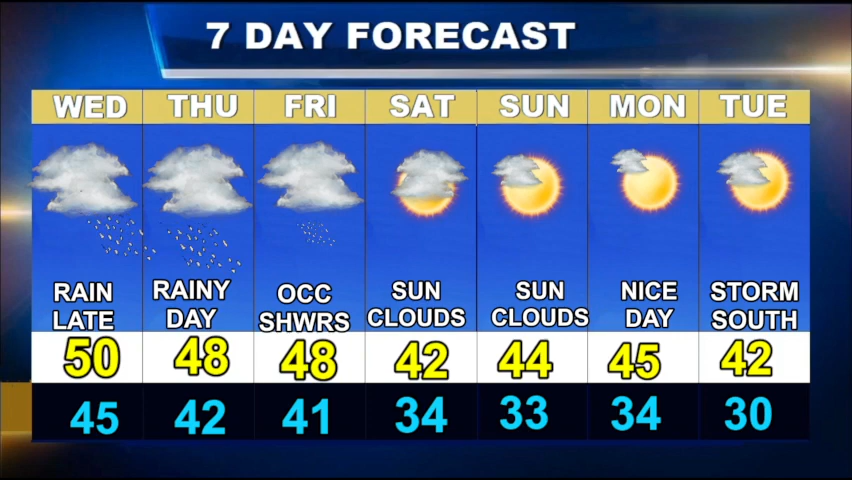 7 DAY FORECAST
WED THU FRI SAT SUN MON TUE
RAIN LATE
RAINY DAY
OCC SHWRS
SUN CLOUDS
SUN CLOUDS
NICE DAY
STORM SOUTH
50 48 48 42 44 45 42
45 42 41 34 33 34 30